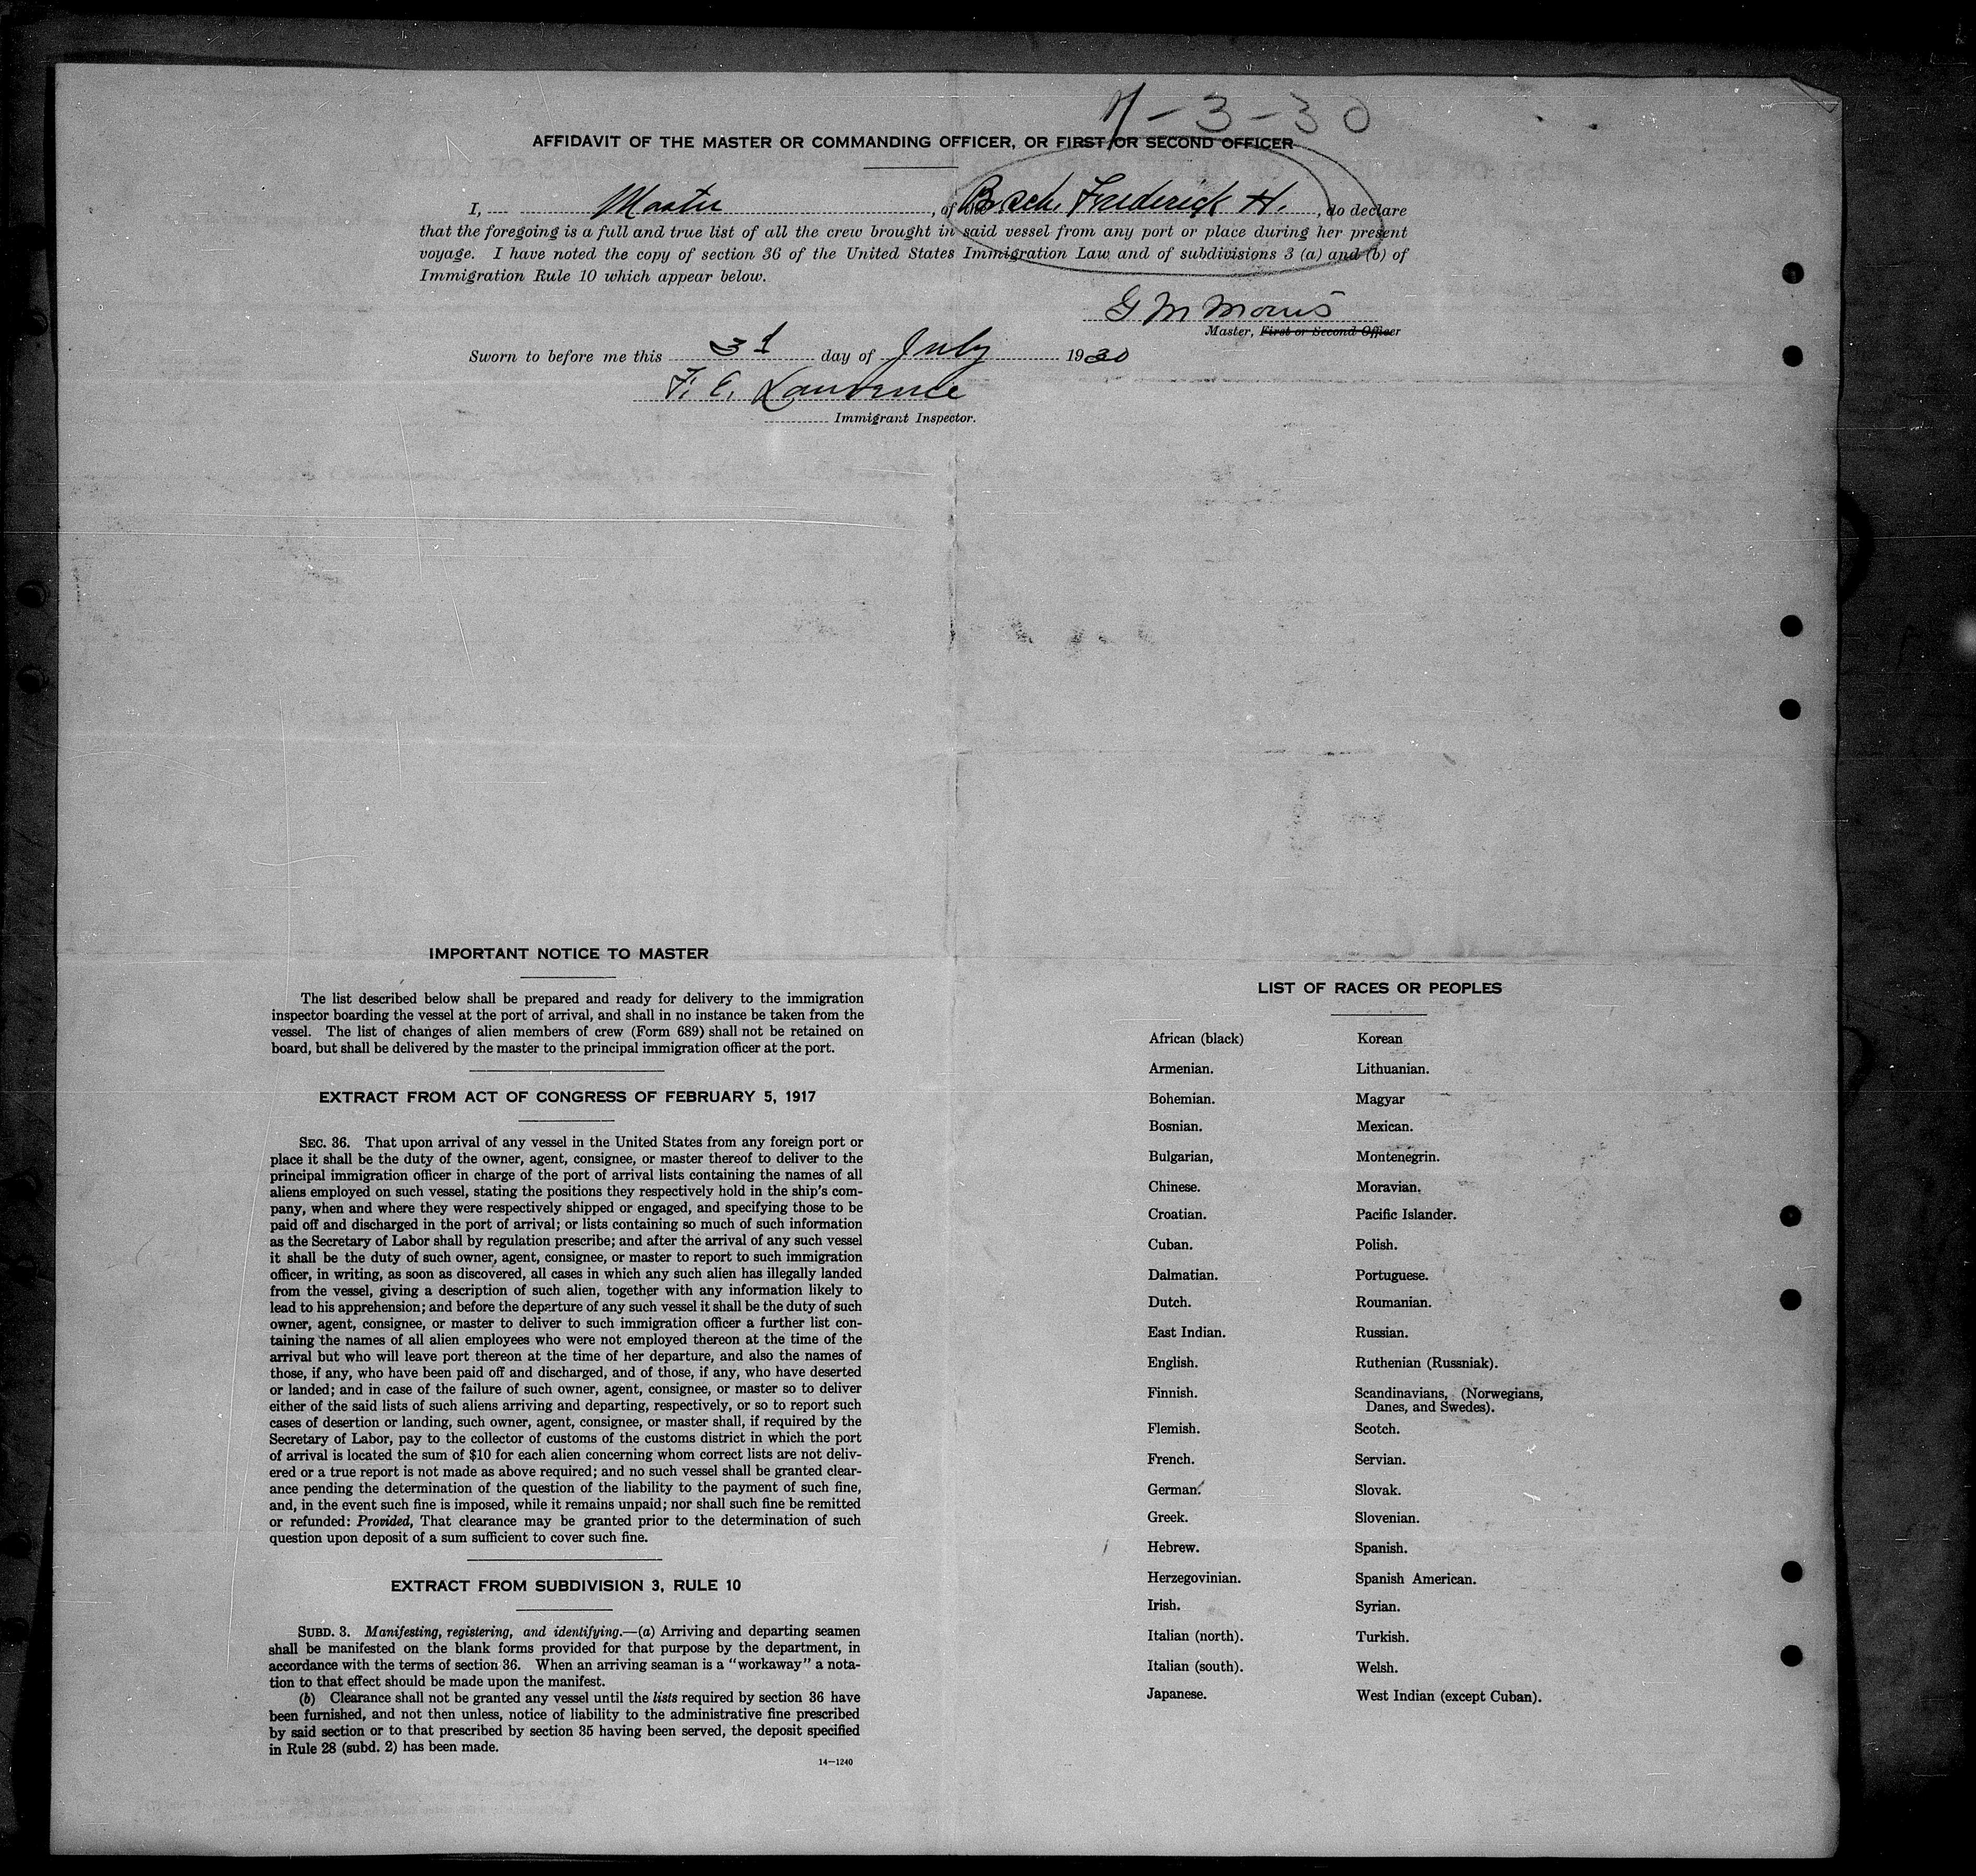 7-3-30
AFFIDAVIT OF THE MASTER OR COMMANDING OFFICER, OR FIRST OR SECOND OFFICER
I, Master, of the Br. Sch. Frederick H., do declare
that the foregoing is a full and true list of all the crew brought in said vessel from any port or place during her present
voyage. I have noted the copy of section 36 of the United States Immigration Law and of subdivisions 3 (a) and (b) of
Immigration Rule 10 which appear below.
G M Morris
Master, First or Second Officer
Sworn to before me this 3d day of July 1930
F. E. Lawrence
Immigrant Inspector.
IMPORTANT NOTICE TO MASTER
The list described below shall be prepared and ready for delivery to the immigration
inspector boarding the vessel at the port of arrival, and shall in no instance be taken from the
vessel. The list of changes of alien members of crew (Form 689) shall not be retained on
board, but shall be delivered by the master to the principal immigration officer at the port.
EXTRACT FROM ACT OF CONGRESS OF FEBRUARY 5, 1917
SEC. 36. That upon arrival of any vessel in the United States from any foreign port or
place it shall be the duty of the owner, agent, consignee, or master thereof to deliver to the
principal immigration officer in charge of the port of arrival lists containing the names of all
aliens employed on such vessel, stating the positions they respectively hold in the ship's com-
pany, when and where they were respectively shipped or engaged, and specifying those to be
paid off and discharged in the port of arrival; or lists containing so much of such information
as the Secretary of Labor shall by regulation prescribe; and after the arrival of any such vessel
it shall be the duty of such owner, agent, consignee, or master to report to such immigration
officer, in writing, as soon as discovered, all cases in which any such alien has illegally landed
from the vessel, giving a description of such alien, together with any information likely to
lead to his apprehension; and before the departure of any such vessel it shall be the duty of such
owner, agent, consignee, or master to deliver to such immigration officer a further list con-
taining the names of all alien employees who were not employed thereon at the time of the
arrival but who will leave port thereon at the time of her departure, and also the names of
those, if any, who have been paid off and discharged, and of those, if any, who have deserted
or landed; and in case of the failure of such owner, agent, consignee, or master so to deliver
either of the said lists of such aliens arriving and departing, respectively, or so to report such
cases of desertion or landing, such owner, agent, consignee, or master shall, if required by the
Secretary of Labor, pay to the collector of customs of the customs district in which the port
of arrival is located the sum of $10 for each alien concerning whom correct lists are not deliv-
ered or a true report is not made as above required; and no such vessel shall be granted clear-
ance pending the determination of the question of the liability to the payment of such fine,
and, in the event such fine is imposed, while it remains unpaid; nor shall such fine be remitted
or refunded: Provided, That clearance may be granted prior to the determination of such
question upon deposit of a sum sufficient to cover such fine.
EXTRACT FROM SUBDIVISION 3, RULE 10
SUBD. 3. Manifesting, registering, and identifying.—(a) Arriving and departing seamen
shall be manifested on the blank forms provided for that purpose by the department, in
accordance with the terms of section 36. When an arriving seaman is a "workaway" a nota-
tion to that effect should be made upon the manifest.
(b) Clearance shall not be granted any vessel until the lists required by section 36 have
been furnished, and not then unless, notice of liability to the administrative fine prescribed
by said section or to that prescribed by section 35 having been served, the deposit specified
in Rule 28 (subd. 2) has been made.
14—1240
LIST OF RACES OR PEOPLES
African (black)
Armenian.
Bohemian.
Bosnian.
Bulgarian,
Chinese.
Croatian.
Cuban.
Dalmatian.
Dutch.
East Indian.
English.
Finnish.
Flemish.
French.
German.
Greek.
Hebrew.
Herzegovinian.
Irish.
Italian (north).
Italian (south).
Japanese.
Korean
Lithuanian.
Magyar
Mexican.
Montenegrin.
Moravian.
Pacific Islander.
Polish.
Portuguese.
Roumanian.
Russian.
Ruthenian (Russniak).
Scandinavians, (Norwegians,
Danes, and Swedes).
Scotch.
Servian.
Slovak.
Slovenian.
Spanish.
Spanish American.
Syrian.
Turkish.
Welsh.
West Indian (except Cuban).